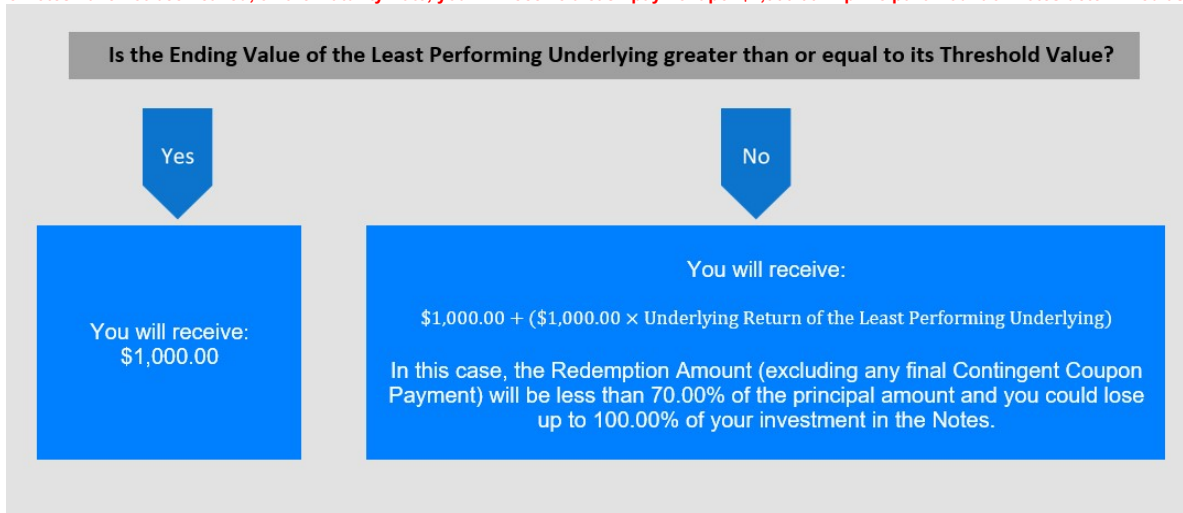 Is the Ending Value of the Least Performing Underlying greater than or equal to its Threshold Value?
Yes
No
You will receive:
$1,000.00
You will receive:
$1,000.00 + ($1,000.00 × Underlying Return of the Least Performing Underlying)
In this case, the Redemption Amount (excluding any final Contingent Coupon
Payment) will be less than 70.00% of the principal amount and you could lose
up to 100.00% of your investment in the Notes.